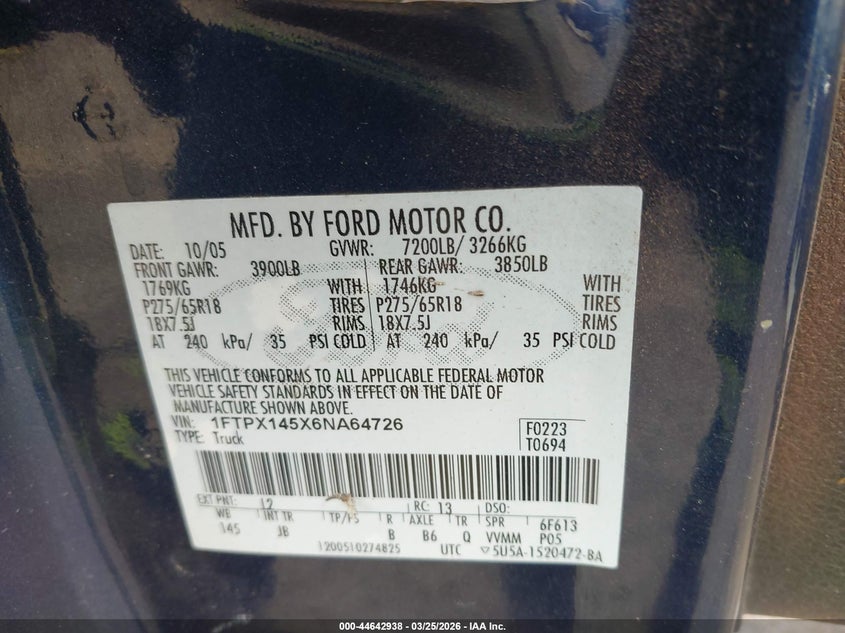 MFD. BY FORD MOTOR CO.
DATE: 10/05 GVWR: 7200LB/ 3266KG
FRONT GAWR: 3900LB REAR GAWR: 3850LB
1769KG WITH 1746KG WITH
P275/65R18 TIRES P275/65R18 TIRES
18X7.5J RIMS 18X7.5J RIMS
AT 240 kPa/ 35 PSI COLD AT 240 kPa/ 35 PSI COLD
THIS VEHICLE CONFORMS TO ALL APPLICABLE FEDERAL MOTOR
VEHICLE SAFETY STANDARDS IN EFFECT ON THE DATE OF
MANUFACTURE SHOWN ABOVE.
VIN: 1FTPX145X6NA64726 F0223
TYPE: Truck T0694
EXT PNT: L2 RC: 13 DSO:
WB INT TR TP/PS R AXLE TR SPR 6F613
145 JB B B6 Q VVMM P05
1200510274825 UTC 5U5A-1520472-BA
000-44642938 - 03/25/2026 - IAA Inc.